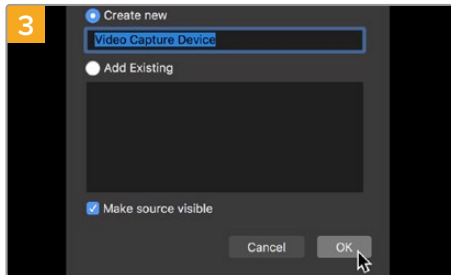 3
Create new
Video Capture Device
Add Existing
Make source visible
Cancel OK